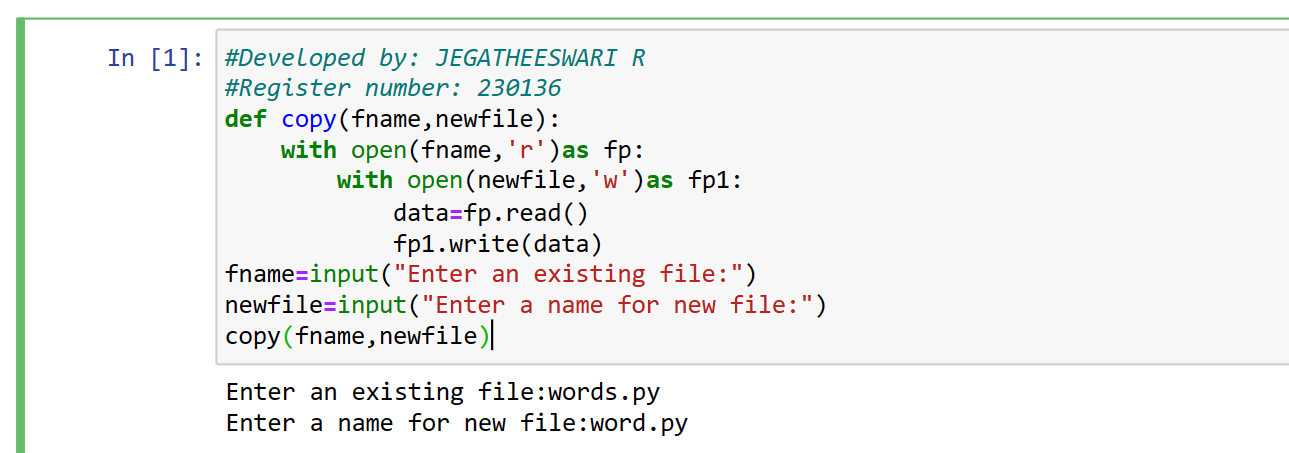 In [1]: #Developed by: JEGATHEESWARI R
#Register number: 230136
def copy(fname,newfile):
    with open(fname,'r')as fp:
        with open(newfile,'w')as fp1:
            data=fp.read()
            fp1.write(data)
fname=input("Enter an existing file:")
newfile=input("Enter a name for new file:")
copy(fname,newfile)
Enter an existing file:words.py
Enter a name for new file:word.py